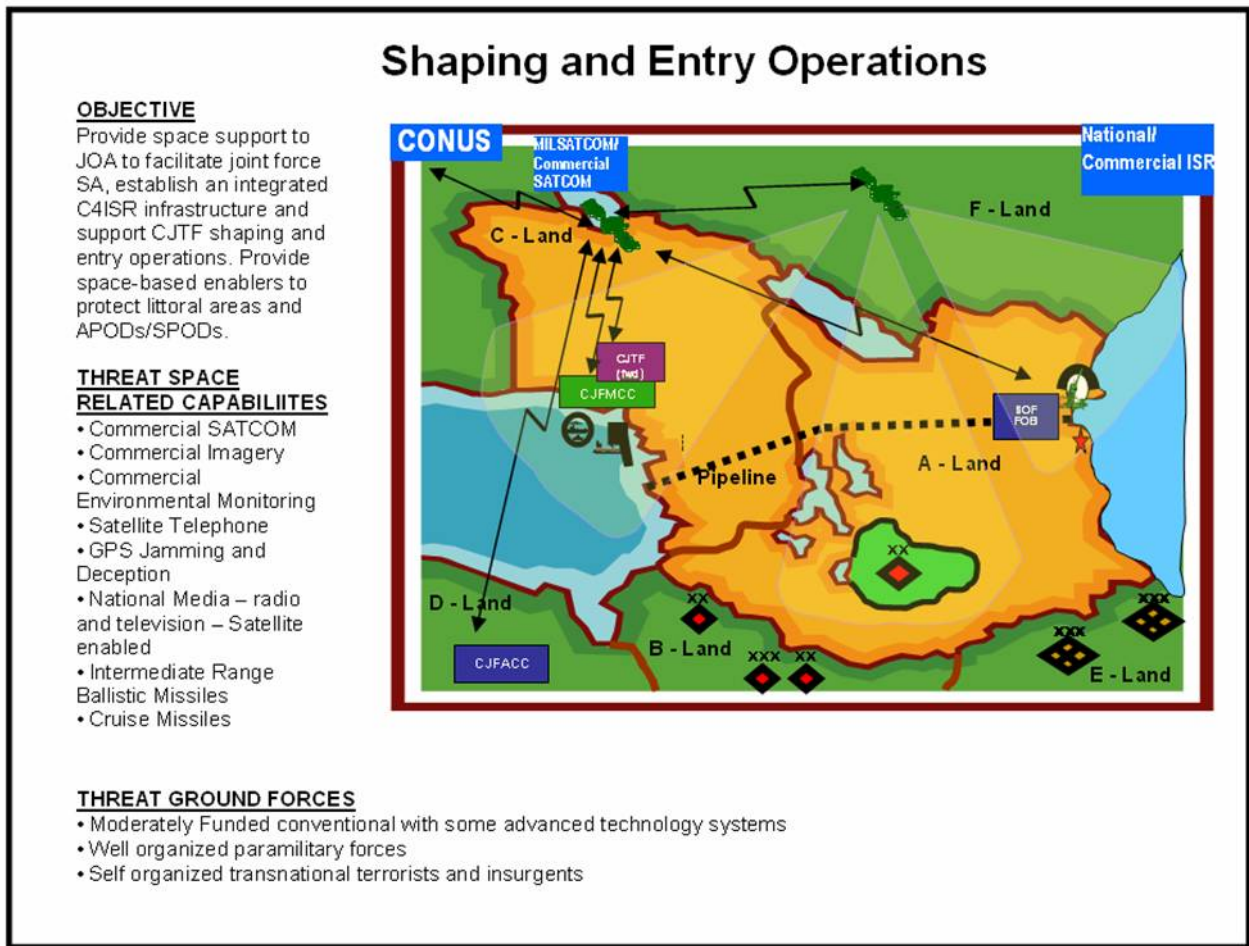 Shaping and Entry Operations
OBJECTIVE
Provide space support to
JOA to facilitate joint force
SA, establish an integrated
C4ISR infrastructure and
support CJTF shaping and
entry operations. Provide
space-based enablers to
protect littoral areas and
APODs/SPODs.
THREAT SPACE
RELATED CAPABILIITES
• Commercial SATCOM
• Commercial Imagery
• Commercial
Environmental Monitoring
• Satellite Telephone
• GPS Jamming and
Deception
• National Media – radio
and television – Satellite
enabled
• Intermediate Range
Ballistic Missiles
• Cruise Missiles
CONUS
MILSATCOM/
Commercial
SATCOM
National/
Commercial ISR
F - Land
C - Land
CJTF
(fwd)
CJFMCC
SOF
FOB
A - Land
Pipeline
XX
D - Land
XX
B - Land
XXX
XX
XXX
XXX
E - Land
CJFACC
THREAT GROUND FORCES
• Moderately Funded conventional with some advanced technology systems
• Well organized paramilitary forces
• Self organized transnational terrorists and insurgents